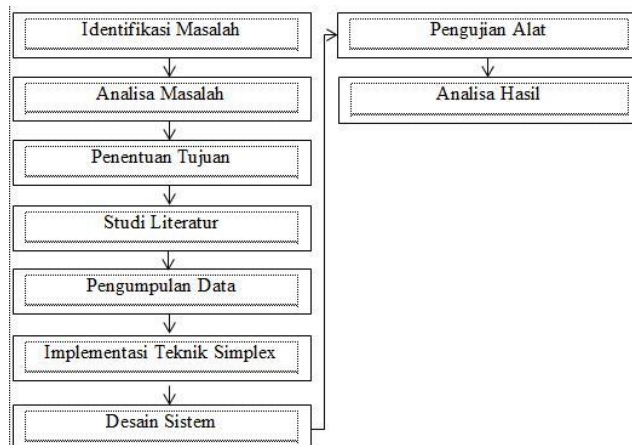 Identifikasi Masalah
Analisa Masalah
Penentuan Tujuan
Studi Literatur
Pengumpulan Data
Implementasi Teknik Simplex
Desain Sistem
Pengujian Alat
Analisa Hasil